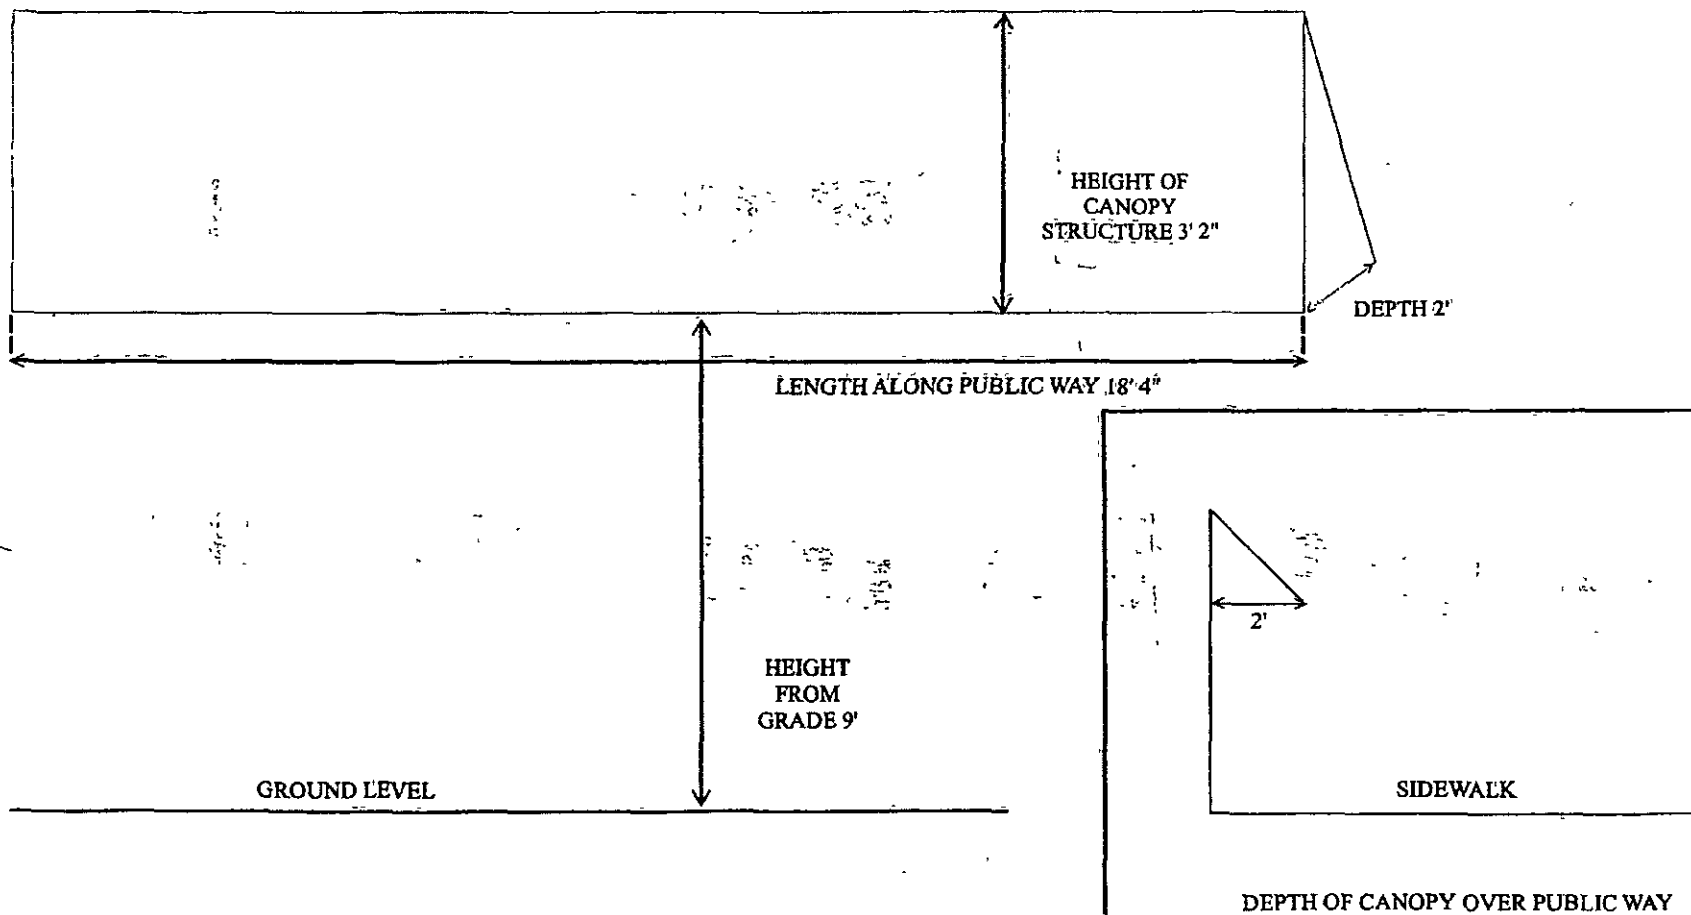 HEIGHT OF
CANOPY
STRUCTURE 3' 2"
DEPTH 2'
LENGTH ALONG PUBLIC WAY 18' 4"
2'
HEIGHT
FROM
GRADE 9'
GROUND LEVEL
SIDEWALK
DEPTH OF CANOPY OVER PUBLIC WAY